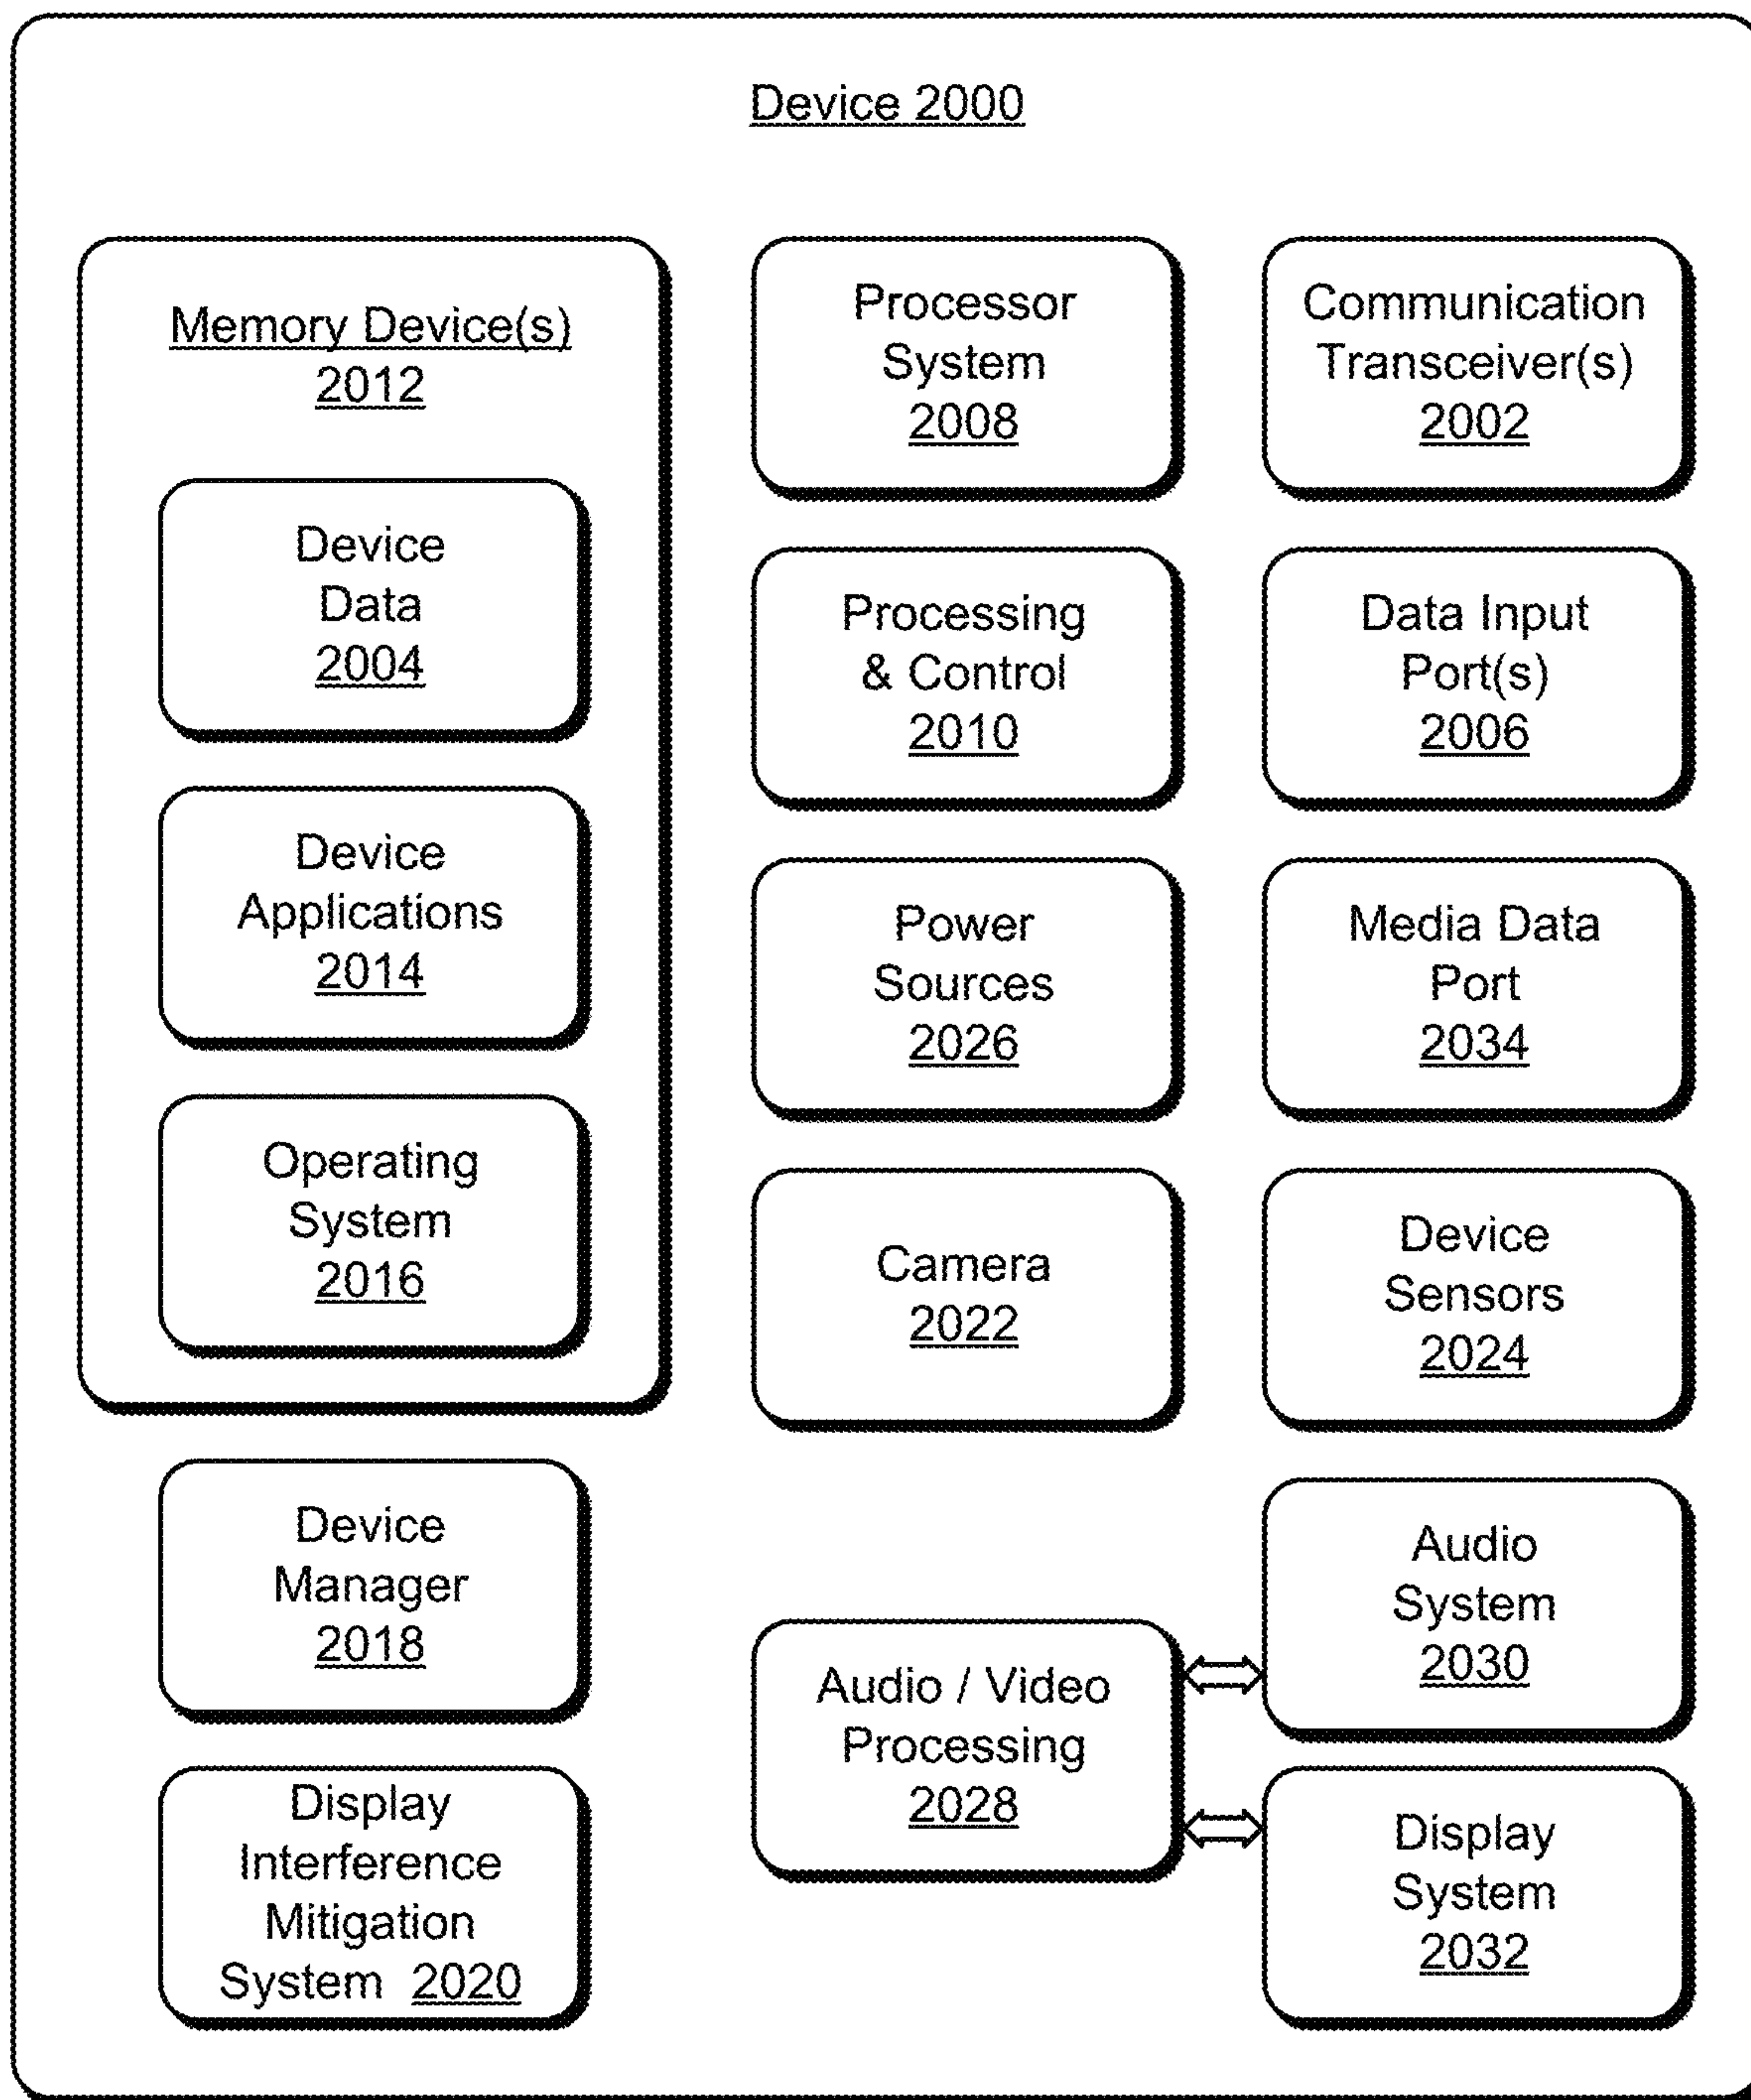 Device 2000
Memory Device(s)
2012
Device
Data
2004
Device
Applications
2014
Operating
System
2016
Device
Manager
2018
Display
Interference
Mitigation
System 2020
Processor
System
2008
Processing
& Control
2010
Power
Sources
2026
Camera
2022
Audio / Video
Processing
2028
Communication
Transceiver(s)
2002
Data Input
Port(s)
2006
Media Data
Port
2034
Device
Sensors
2024
Audio
System
2030
Display
System
2032